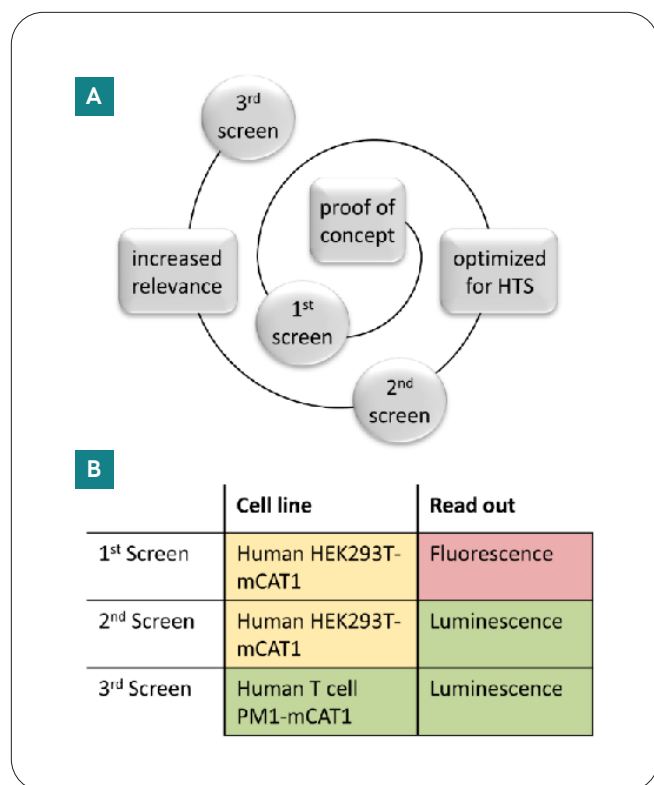 A
3rd
screen
proof of
concept
increased
relevance
optimized
for HTS
1st
screen
2nd
screen
B
Cell line Read out
1st Screen Human HEK293T- Fluorescence
mCAT1
2nd Screen Human HEK293T- Luminescence
mCAT1
3rd Screen Human T cell Luminescence
PM1-mCAT1